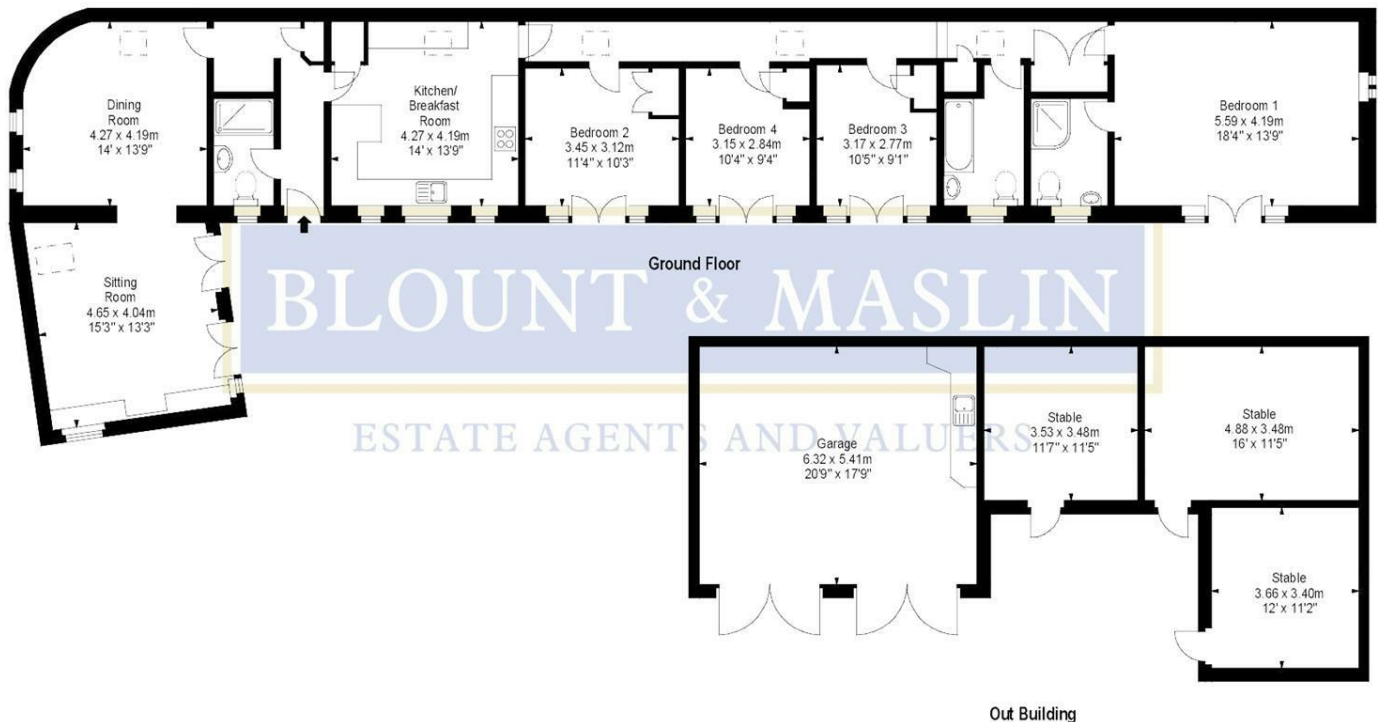 Dining
Room
4.27 x 4.19m
14' x 13'9"
Kitchen/
Breakfast
Room
4.27 x 4.19m
14' x 13'9"
Bedroom 2
3.45 x 3.12m
11'4" x 10'3"
Bedroom 4
3.15 x 2.84m
10'4" x 9'4"
Bedroom 3
3.17 x 2.77m
10'5" x 9'1"
Bedroom 1
5.59 x 4.19m
18'4" x 13'9"
Sitting
Room
4.65 x 4.04m
15'3" x 13'3"
Ground Floor
BLOUNT & MASLIN
ESTATE AGENTS AND VALUERS
Garage
6.32 x 5.41m
20'9" x 17'9"
Stable
3.53 x 3.48m
11'7" x 11'5"
Stable
4.88 x 3.48m
16' x 11'5"
Stable
3.66 x 3.40m
12' x 11'2"
Out Building